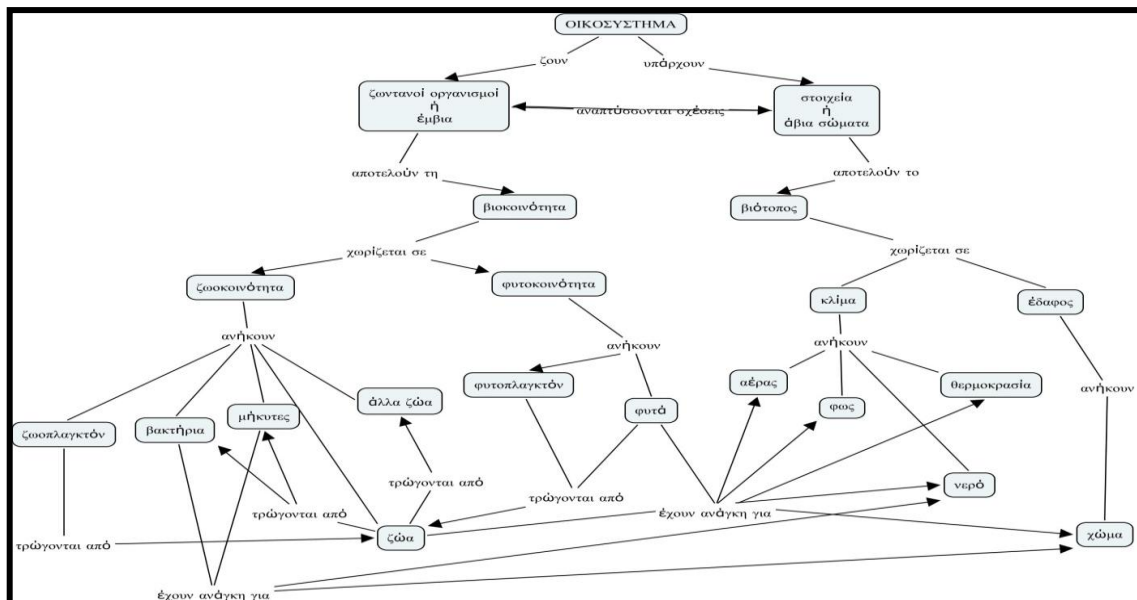 ΟΙΚΟΣΥΣΤΗΜΑ
ζουν
υπάρχουν
ζωντανοί οργανισμοί
ή
έμβια
αναπτύσσονται σχέσεις
στοιχεία
ή
άβια σώματα
αποτελούν τη
αποτελούν το
βιοκοινότητα
βιότοπος
χωρίζεται σε
χωρίζεται σε
ζωοκοινότητα
φυτοκοινότητα
κλίμα
έδαφος
ανήκουν
ανήκουν
ανήκουν
ανήκουν
φυτοπλαγκτόν
αέρας
θερμοκρασία
άλλα ζώα
μήκυτες
φυτά
φως
ζωοπλαγκτόν
βακτήρια
τρώγονται από
νερό
τρώγονται από
τρώγονται από
έχουν ανάγκη για
ζώα
χώμα
τρώγονται από
έχουν ανάγκη για